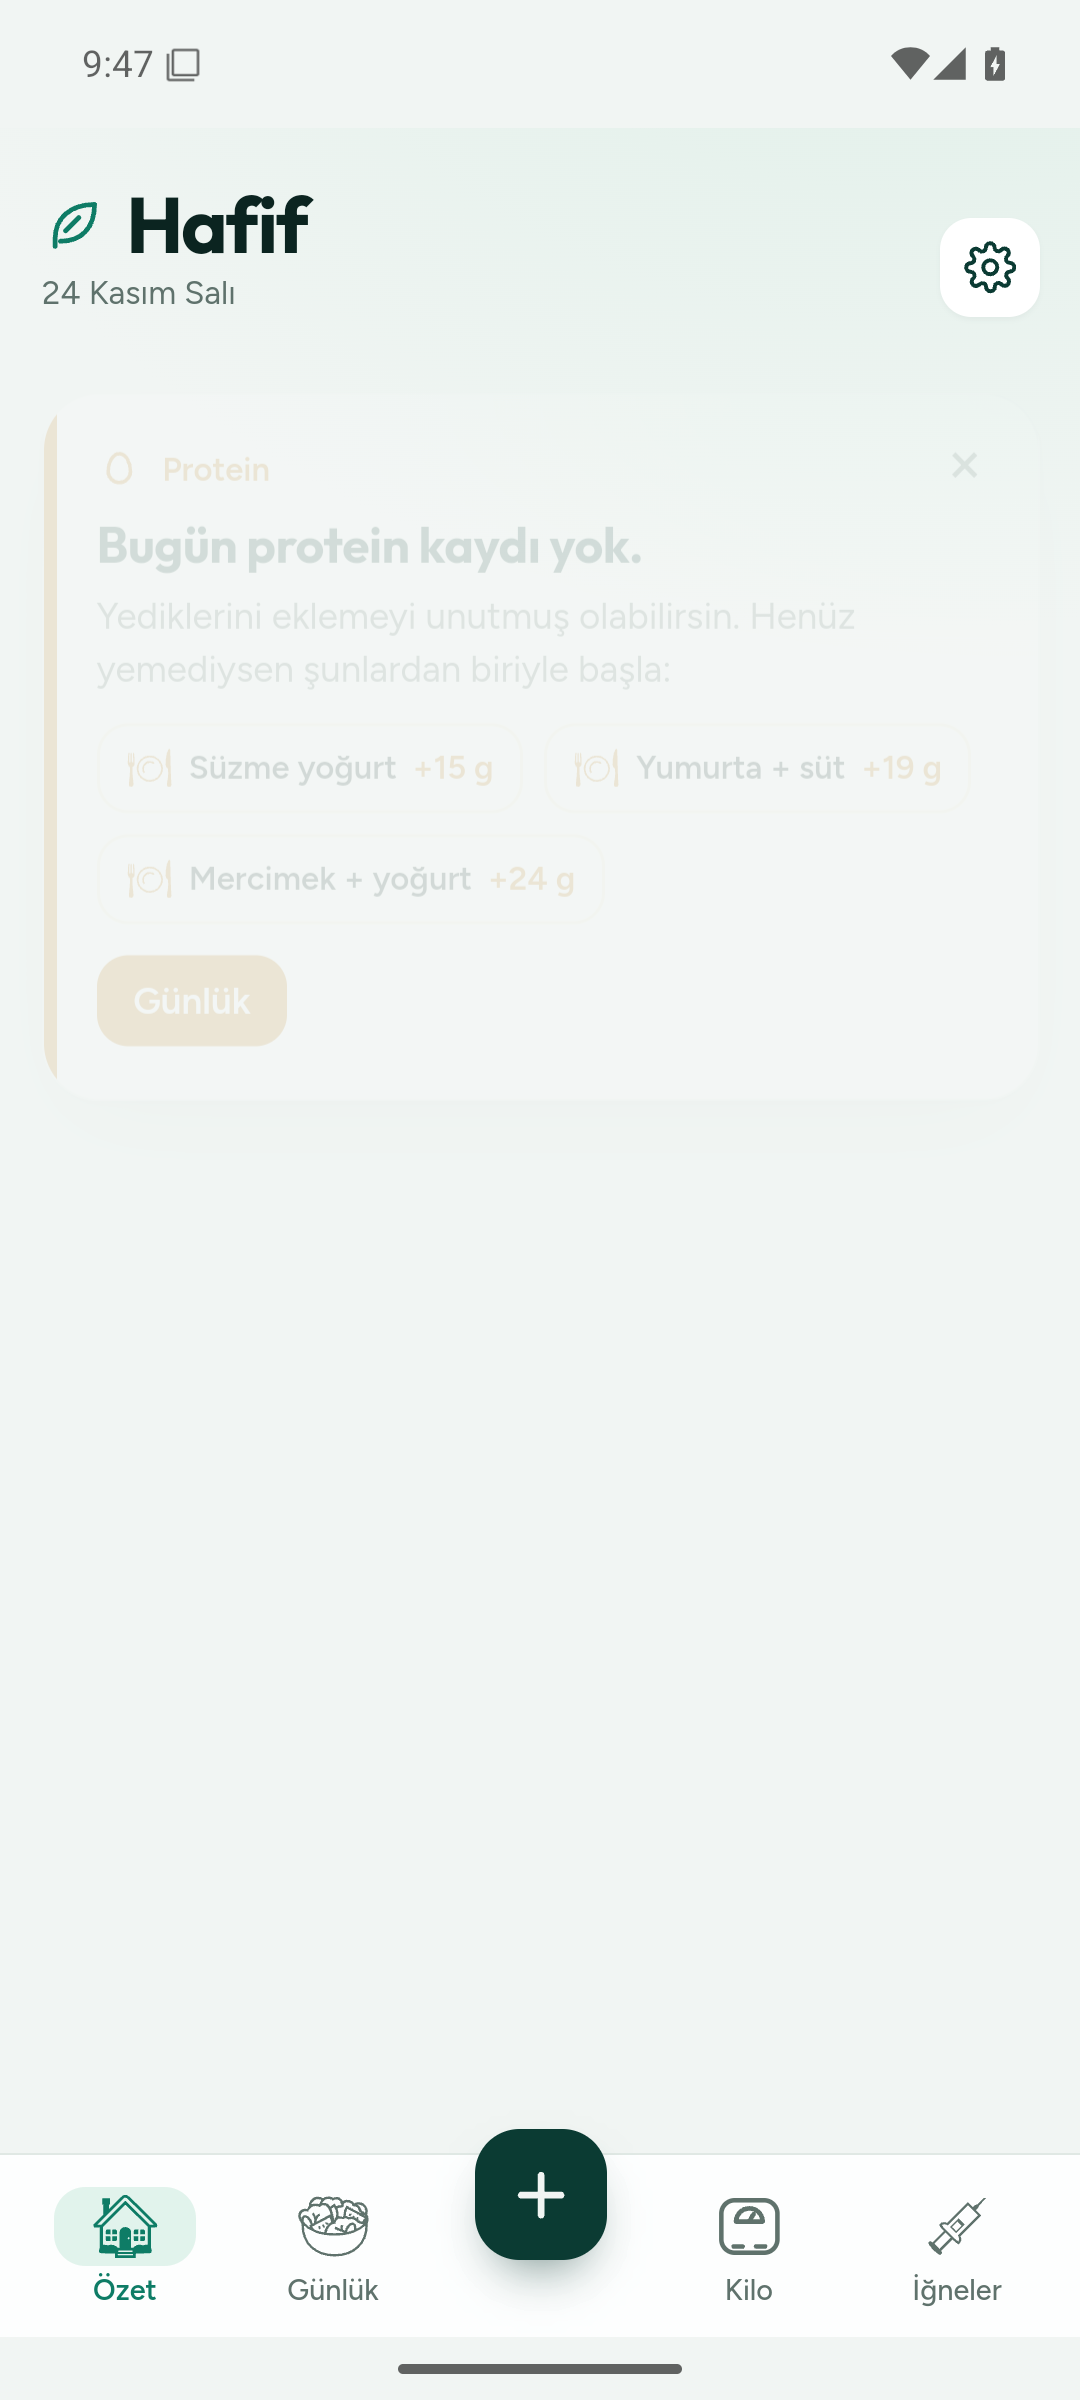 9:47
Hafif
24 Kasım Salı
Protein
Bugün protein kaydı yok.
Yediklerini eklemeyi unutmuş olabilirsin. Henüz
yemediysen şunlardan biriyle başla:
Süzme yoğurt +15 g
Yumurta + süt +19 g
Mercimek + yoğurt +24 g
Günlük
Özet
Günlük
Kilo
İğneler